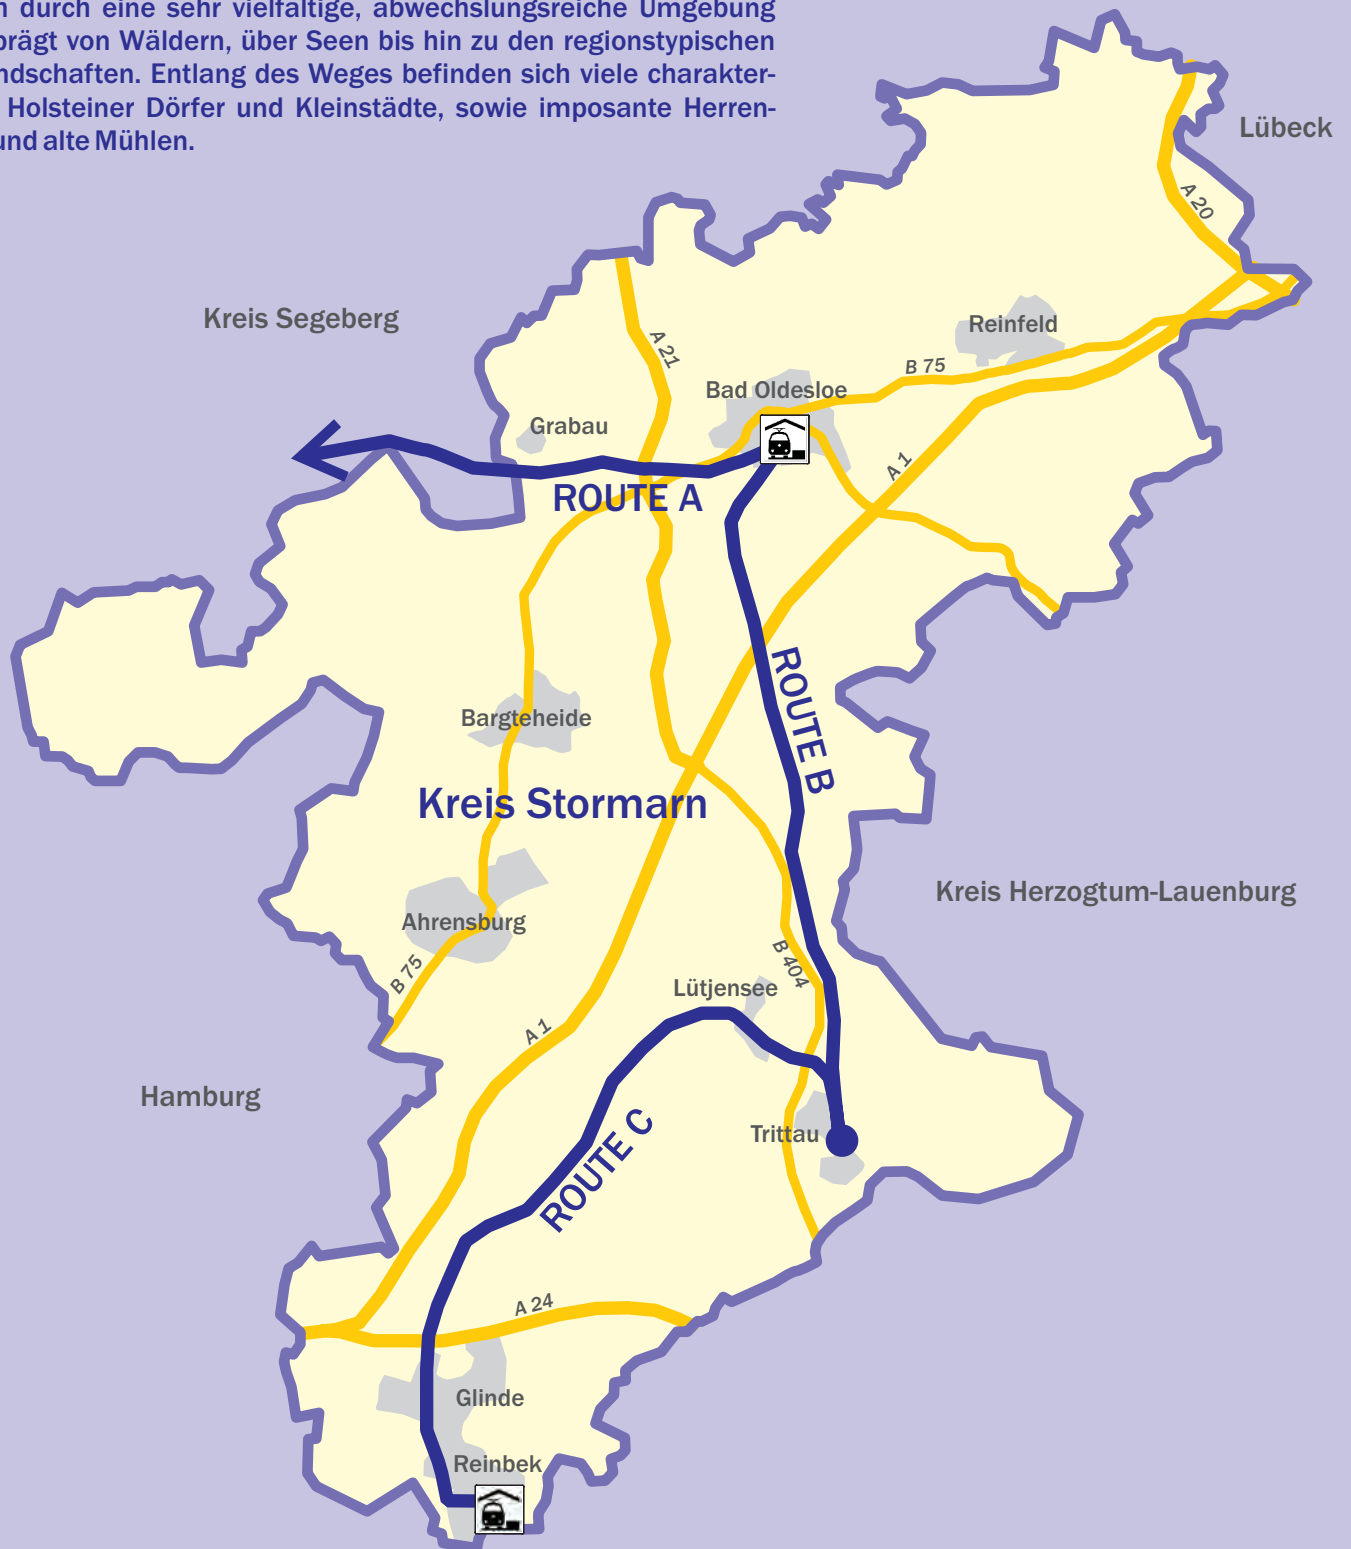 durch eine sehr vielfältige, abwechslungsreiche Umgebung
prägt von Wäldern, über Seen bis hin zu den regionstypischen
ndschaften. Entlang des Weges befinden sich viele charakter-
Holsteiner Dörfer und Kleinstädte, sowie imposante Herren-
und alte Mühlen.
Lübeck
A 20
Kreis Segeberg
Reinfeld
A 21
B 75
Bad Oldesloe
Grabau
A 1
ROUTE A
ROUTE B
Bargteheide
Kreis Stormarn
Kreis Herzogtum-Lauenburg
Ahrensburg
B 75
B 404
Lütjensee
A 1
Hamburg
Trittau
ROUTE C
A 24
Glinde
Reinbek